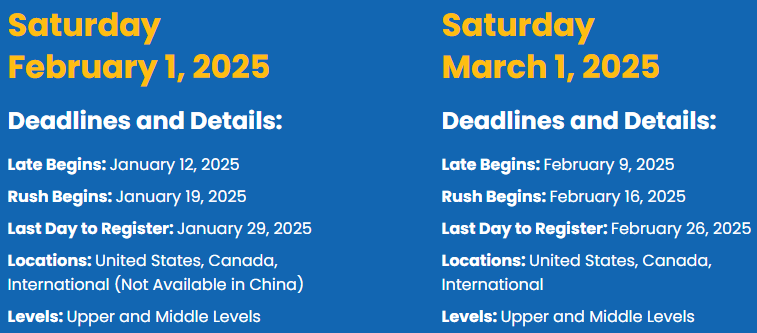 Saturday
February 1, 2025
Deadlines and Details:
Late Begins: January 12, 2025
Rush Begins: January 19, 2025
Last Day to Register: January 29, 2025
Locations: United States, Canada,
International (Not Available in China)
Levels: Upper and Middle Levels
Saturday
March 1, 2025
Deadlines and Details:
Late Begins: February 9, 2025
Rush Begins: February 16, 2025
Last Day to Register: February 26, 2025
Locations: United States, Canada,
International
Levels: Upper and Middle Levels